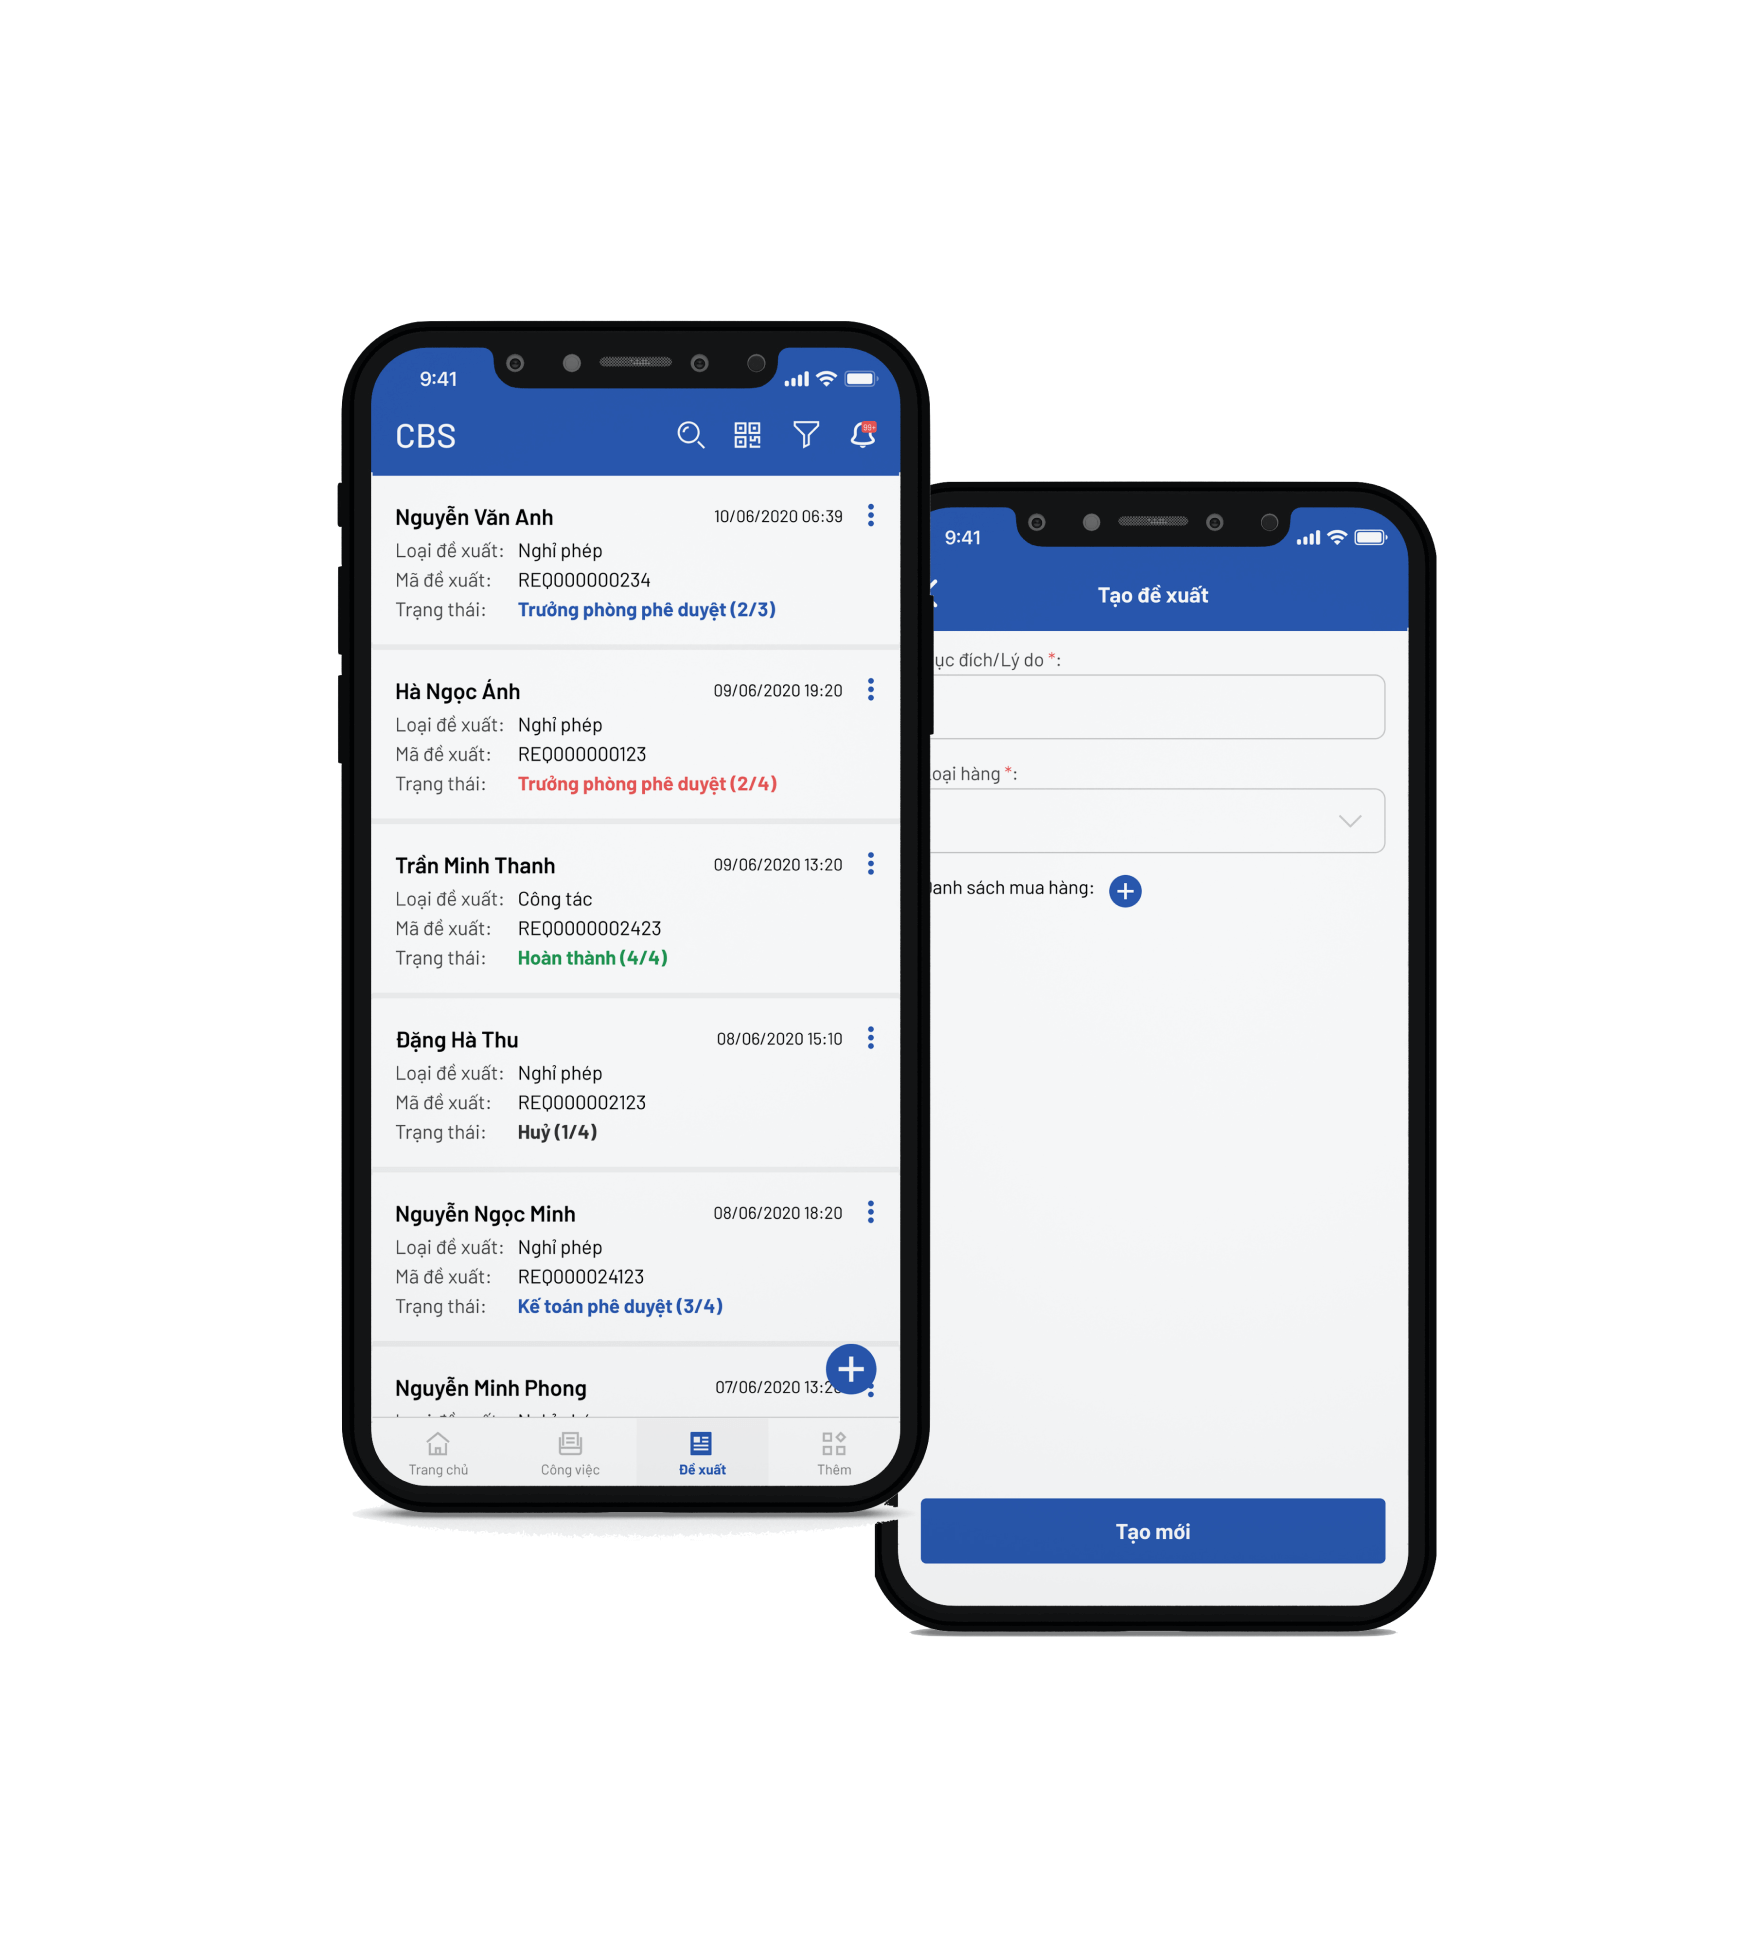 9:41
CBS
99+
Nguyễn Văn Anh 10/06/2020 06:39
Loại đề xuất: Nghỉ phép
Mã đề xuất: REQ000000234
Trạng thái: Trưởng phòng phê duyệt (2/3)
Hà Ngọc Ánh 09/06/2020 19:20
Loại đề xuất: Nghỉ phép
Mã đề xuất: REQ000000123
Trạng thái: Trưởng phòng phê duyệt (2/4)
Trần Minh Thanh 09/06/2020 13:20
Loại đề xuất: Công tác
Mã đề xuất: REQ0000002423
Trạng thái: Hoàn thành (4/4)
Đặng Hà Thu 08/06/2020 15:10
Loại đề xuất: Nghỉ phép
Mã đề xuất: REQ000002123
Trạng thái: Huỷ (1/4)
Nguyễn Ngọc Minh 08/06/2020 18:20
Loại đề xuất: Nghỉ phép
Mã đề xuất: REQ000024123
Trạng thái: Kế toán phê duyệt (3/4)
Nguyễn Minh Phong 07/06/2020
Trang chủ
Công việc
Đề xuất
Thêm
9:41
Tạo đề xuất
ục đích/Lý do *:
oại hàng *:
anh sách mua hàng:
Tạo mới